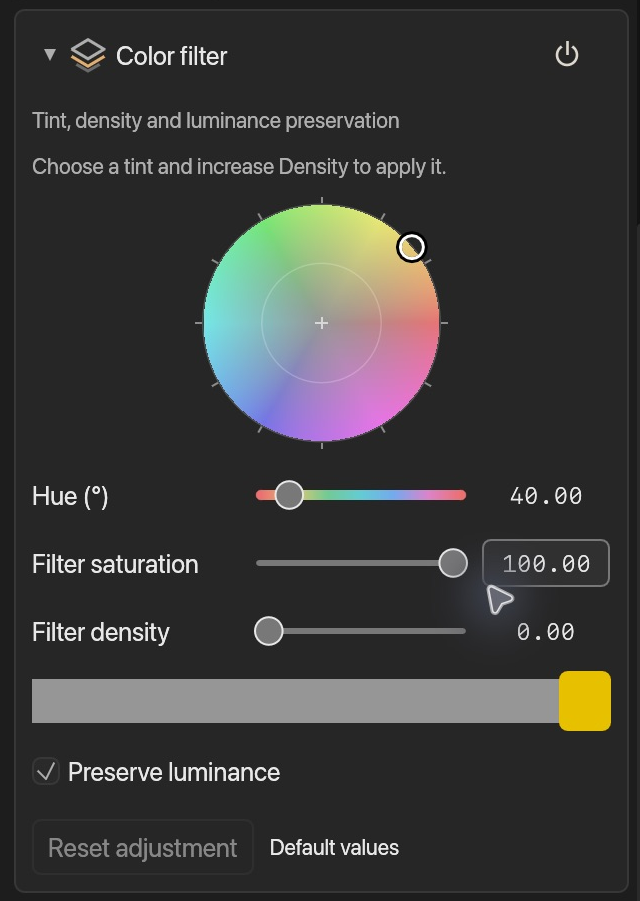 Color filter
Tint, density and luminance preservation
Choose a tint and increase Density to apply it.
Hue (°) 40.00
Filter saturation 100.00
Filter density 0.00
Preserve luminance
Reset adjustment Default values